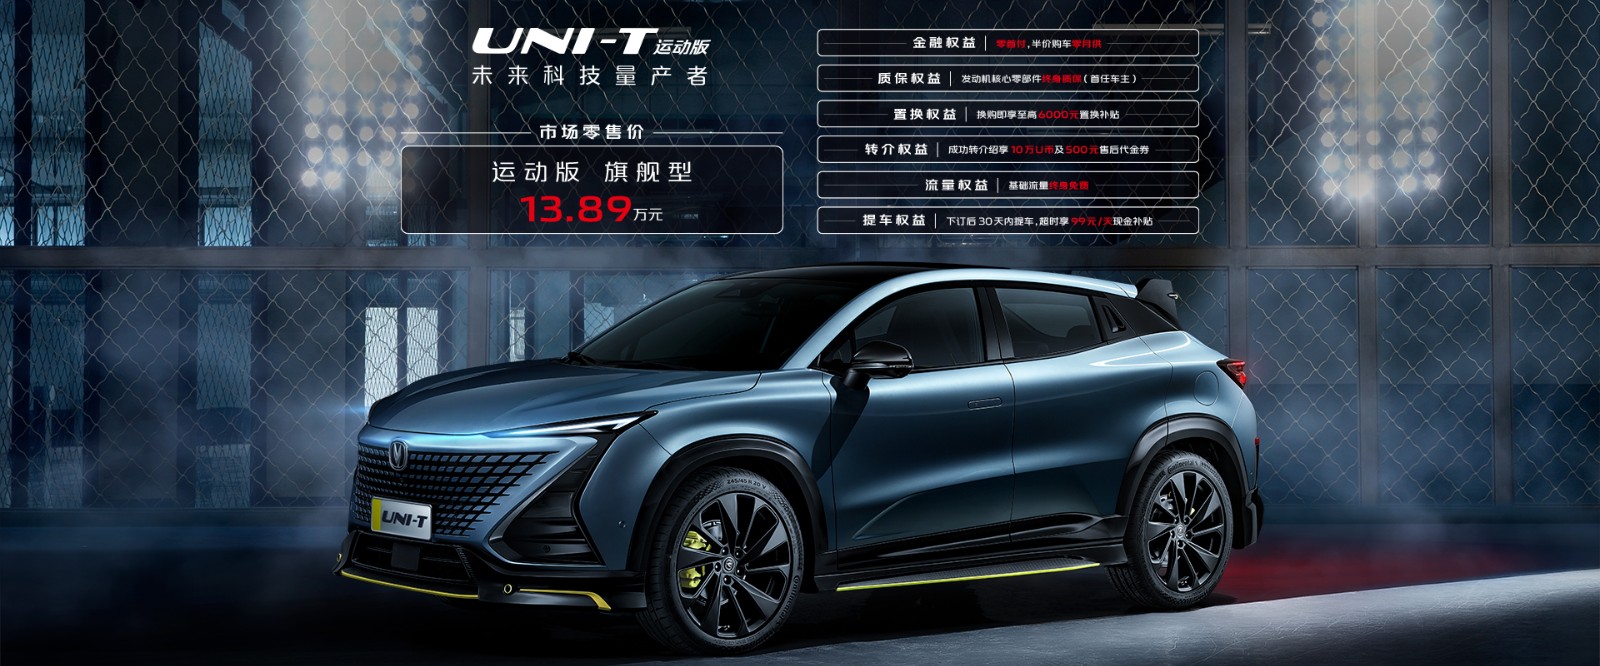 UNI-T 运动版
未来科技量产者
市场零售价
运动版 旗舰型
13.89万元
金融权益 | 零首付,半价购车零月供
质保权益 | 发动机核心零部件终身质保(首任车主)
置换权益 | 换购即享至高6000元置换补贴
转介权益 | 成功转介绍享10万U币及500元售后代金券
流量权益 | 基础流量终身免费
提车权益 | 下订后30天内提车,超时享99元/天现金补贴
UNI-T
245/45 R 20 V
Continental